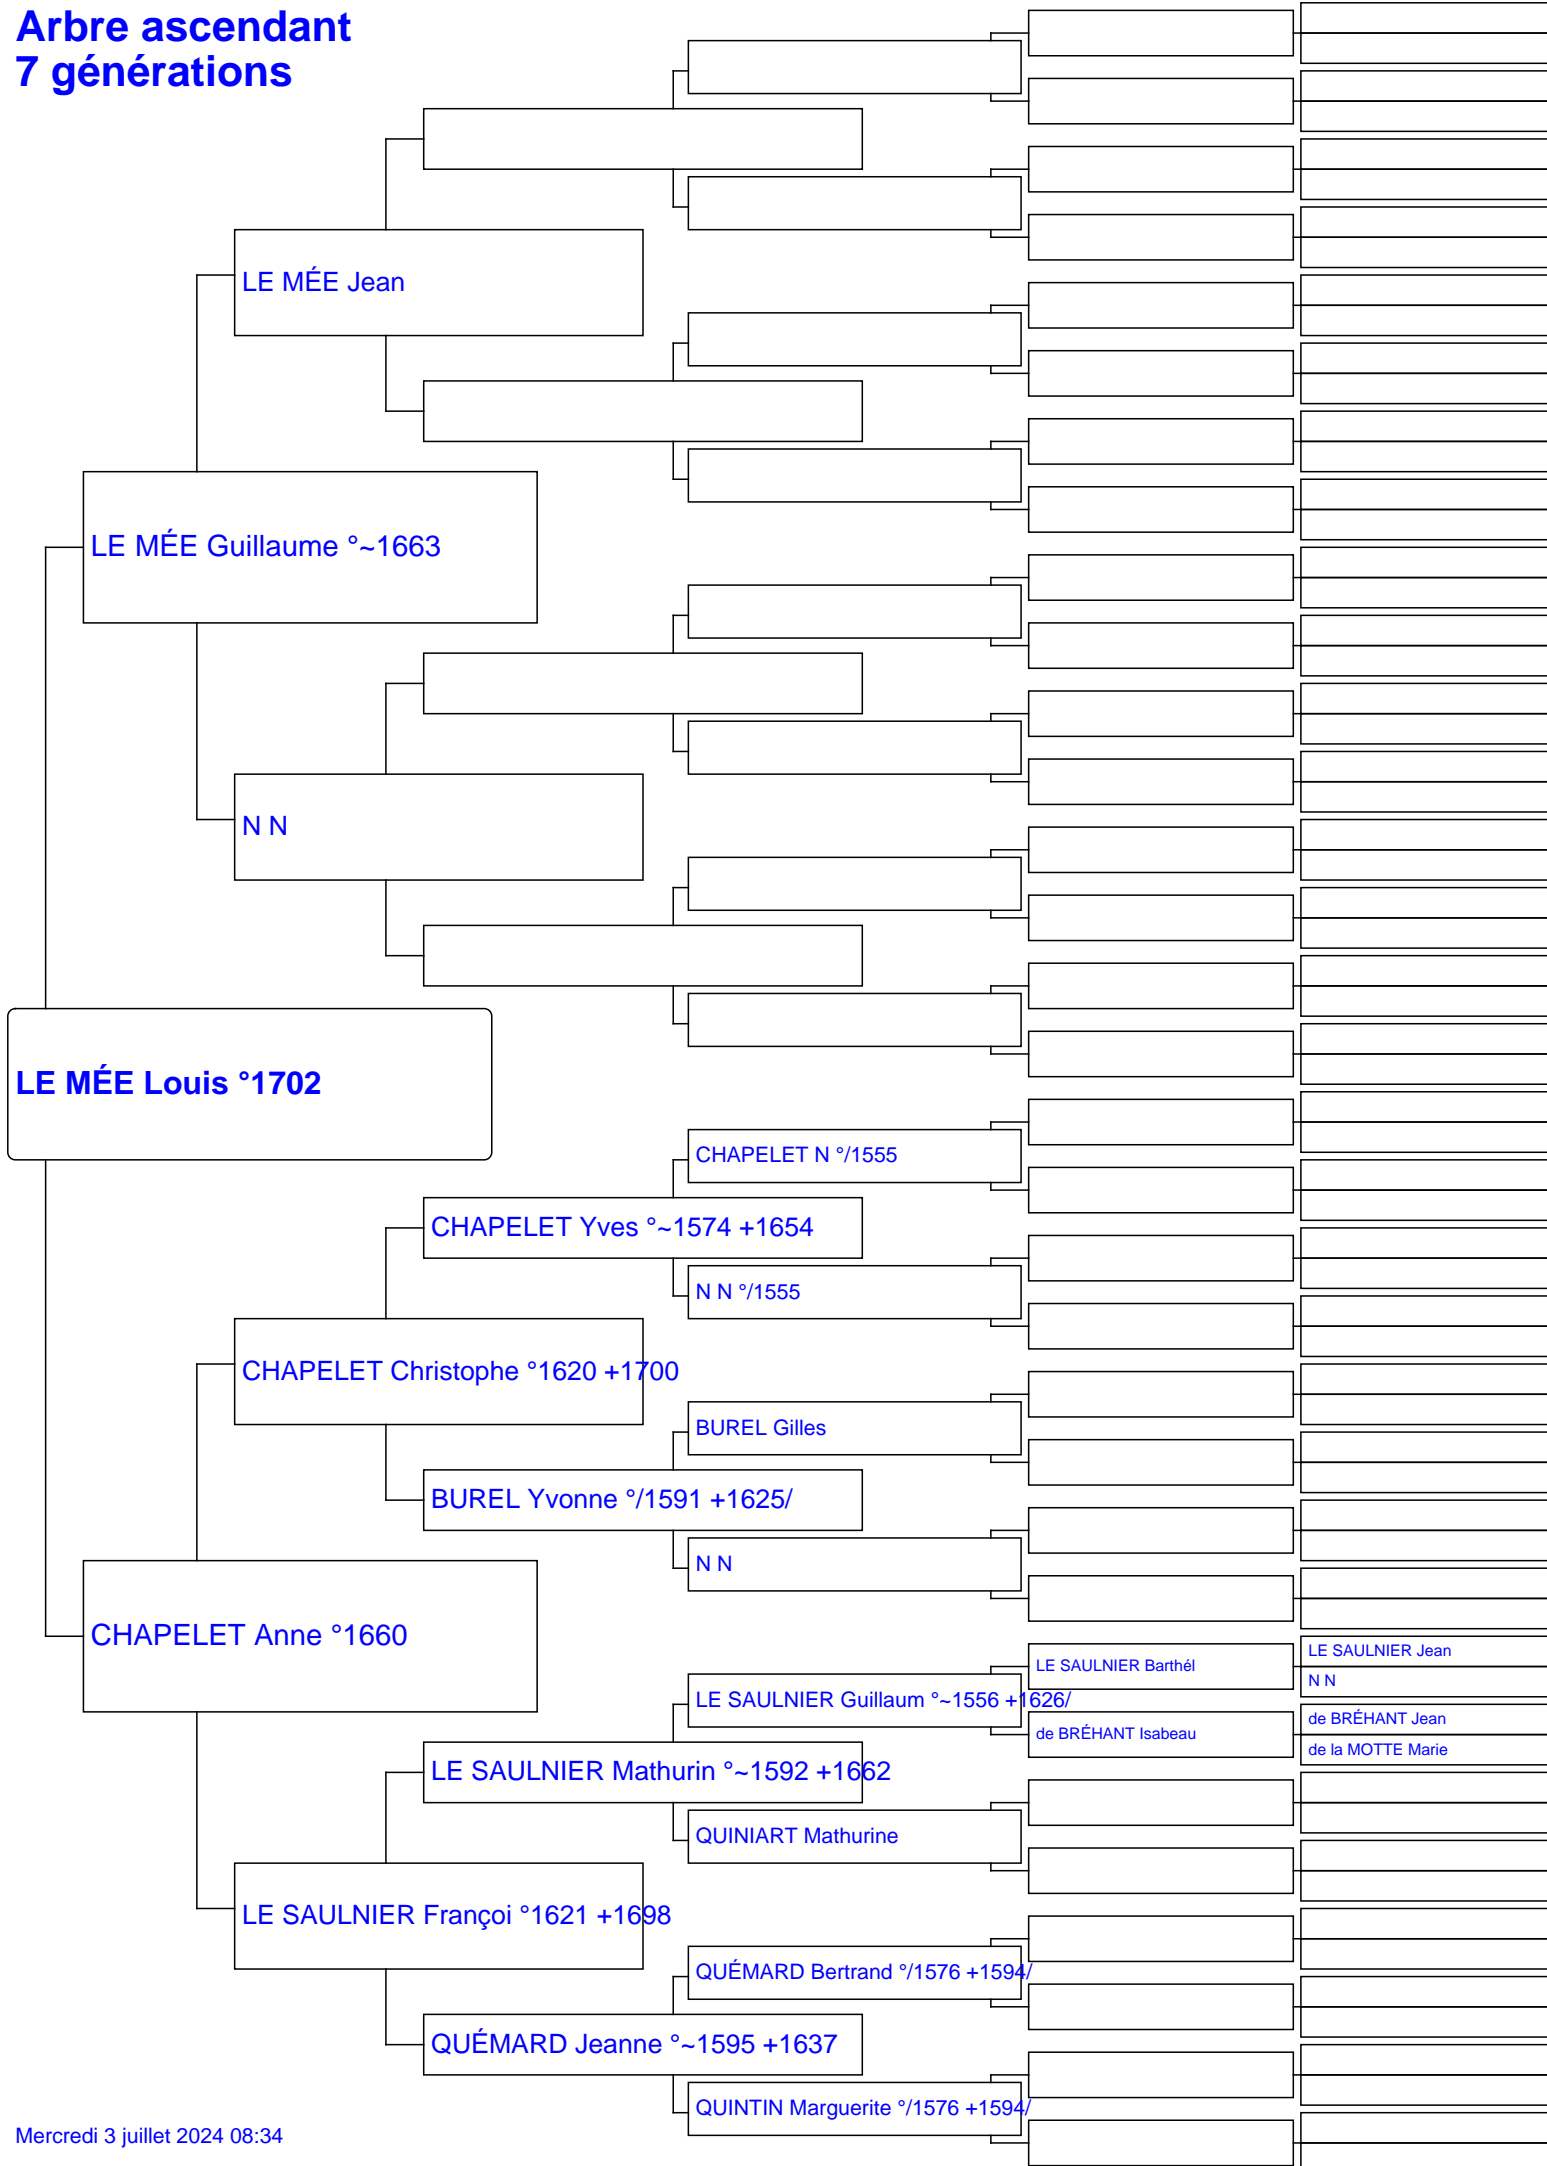 Arbre ascendant
7 générations
LE MÉE Jean
LE MÉE Guillaume °~1663
N N
LE MÉE Louis °1702
CHAPELET N °/1555
CHAPELET Yves °~1574 +1654
N N °/1555
CHAPELET Christophe °1620 +1700
BUREL Gilles
BUREL Yvonne °/1591 +1625/
N N
CHAPELET Anne °1660
LE SAULNIER Jean
LE SAULNIER Barthél
N N
LE SAULNIER Guillaum °~1556 +1626/
de BRÉHANT Jean
de BRÉHANT Isabeau
de la MOTTE Marie
LE SAULNIER Mathurin °~1592 +1662
QUINIART Mathurine
LE SAULNIER Françoi °1621 +1698
QUÉMARD Bertrand °/1576 +1594/
QUÉMARD Jeanne °~1595 +1637
QUINTIN Marguerite °/1576 +1594/
Mercredi 3 juillet 2024 08:34